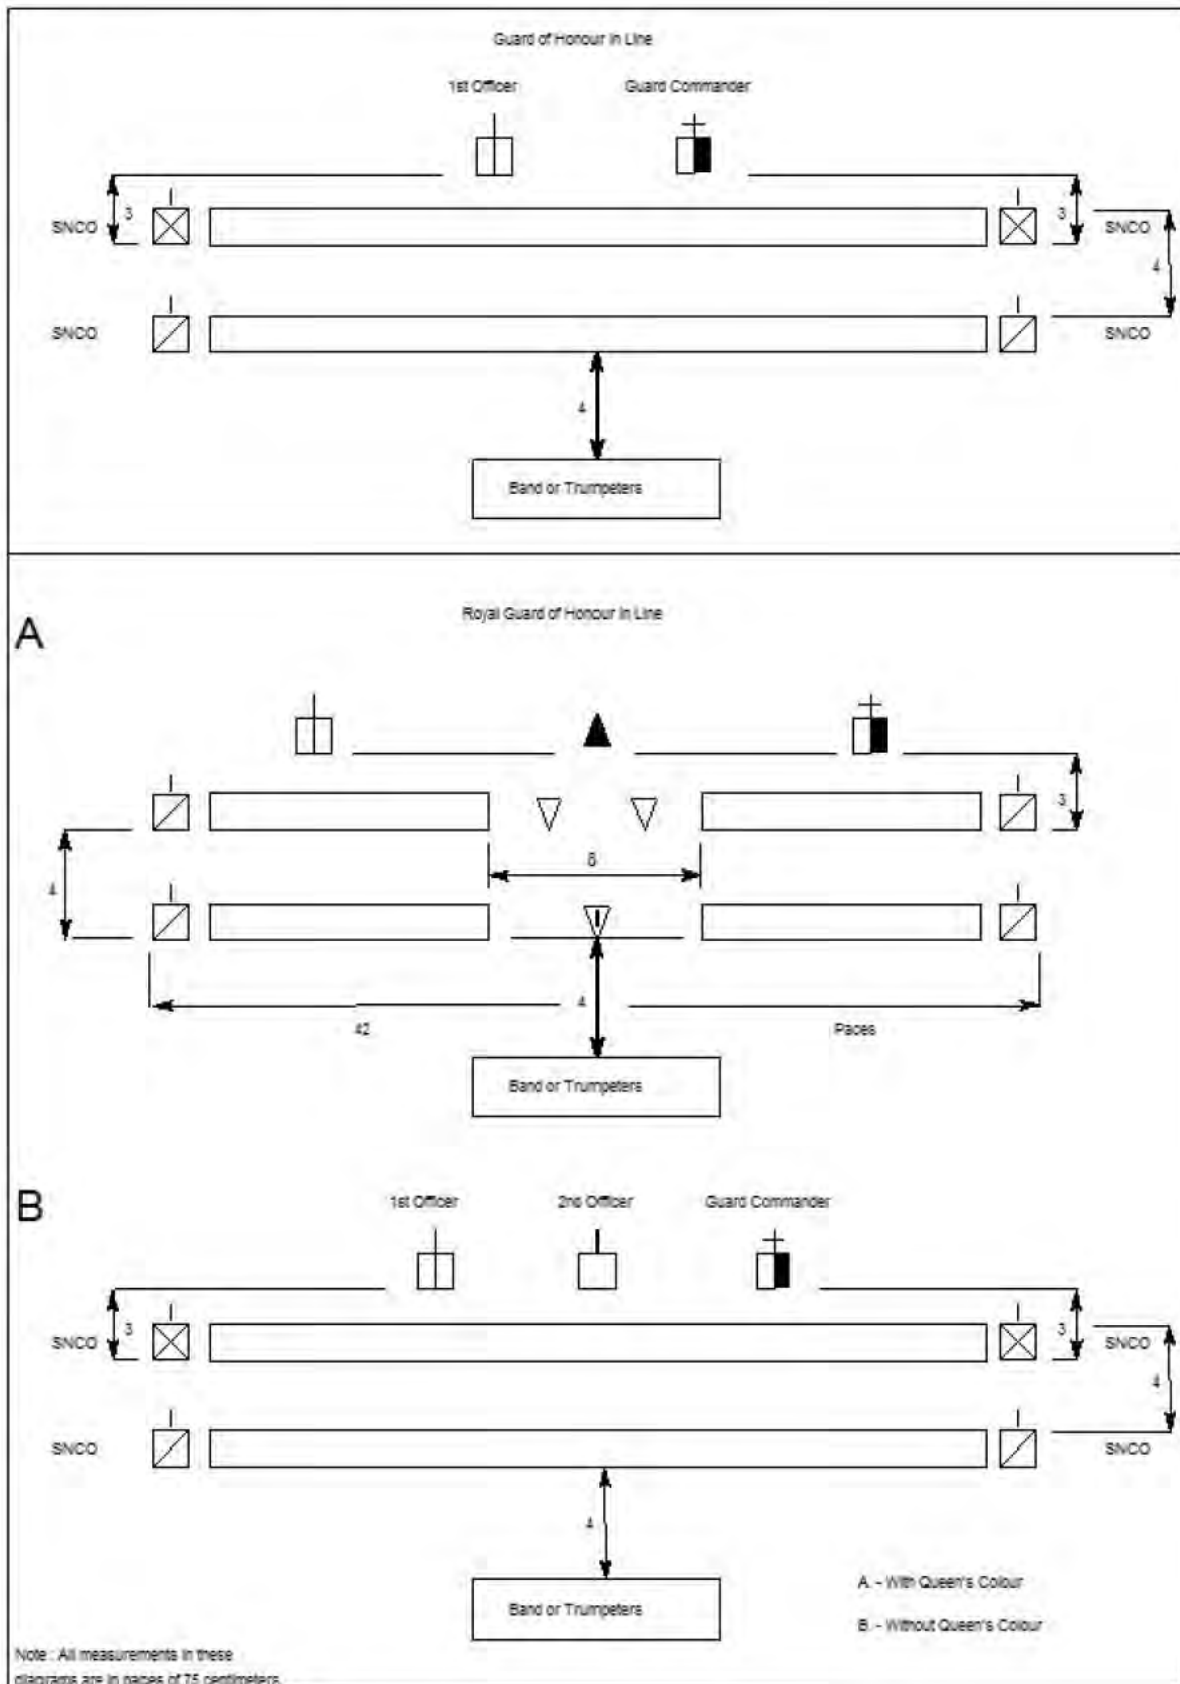 Guard of Honour in Line
1st Officer Guard Commander
3 3
SNCO SNCO
4
SNCO SNCO
4
Band or Trumpeters
A
Royal Guard of Honour in Line
3
8
4
4
42 Paces
Band or Trumpeters
B
1st Officer 2nd Officer Guard Commander
3 3
SNCO SNCO
4
SNCO SNCO
4
Band or Trumpeters
A. - With Queen's Colour
B. - Without Queen's Colour
Note : All measurements in these
diagrams are in paces of 75 centimeters